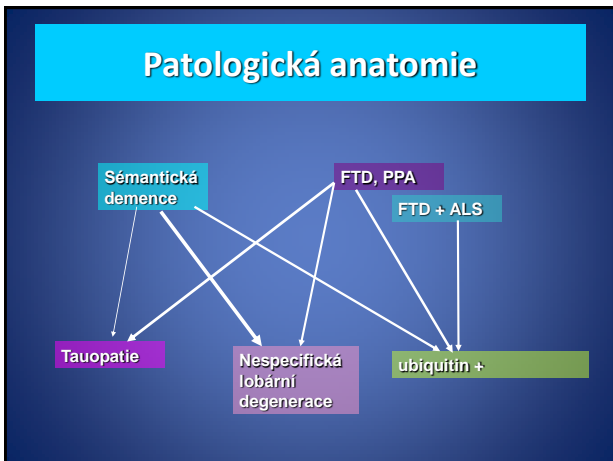 Patologická anatomie
Sémantická
demence
FTD, PPA
FTD + ALS
Tauopatie
Nespecifická
lobární
degenerace
ubiquitin +